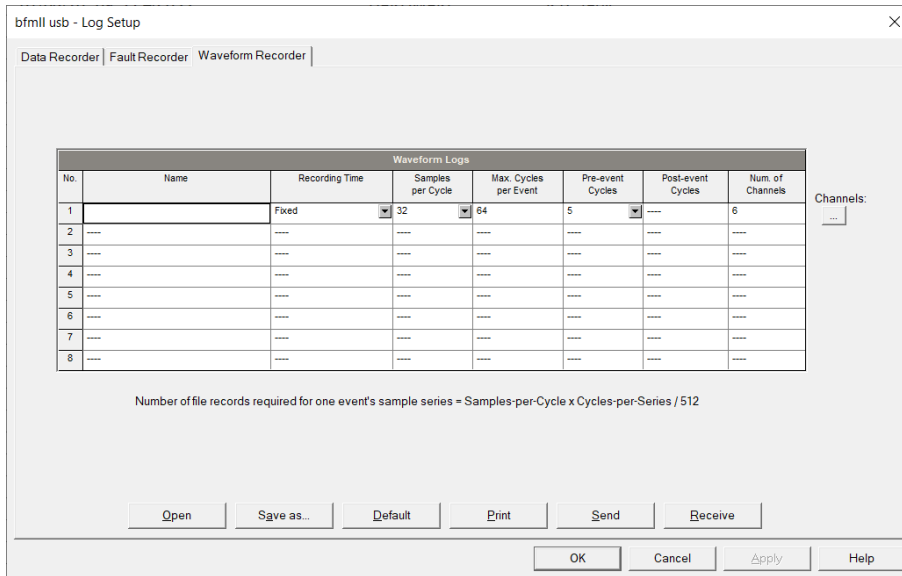 bfmII usb - Log Setup
Data Recorder Fault Recorder Waveform Recorder
Waveform Logs
No. Name Recording Time Samples per Cycle Max. Cycles per Event Pre-event Cycles Post-event Cycles Num. of Channels
Channels:
1 Fixed 32 64 5 ---- 6
...
2 ---- ---- ---- ---- ---- ---- ----
3 ---- ---- ---- ---- ---- ---- ----
4 ---- ---- ---- ---- ---- ---- ----
5 ---- ---- ---- ---- ---- ---- ----
6 ---- ---- ---- ---- ---- ---- ----
7 ---- ---- ---- ---- ---- ---- ----
8 ---- ---- ---- ---- ---- ---- ----
Number of file records required for one event's sample series = Samples-per-Cycle x Cycles-per-Series / 512
Open Save as... Default Print Send Receive
OK Cancel Apply Help